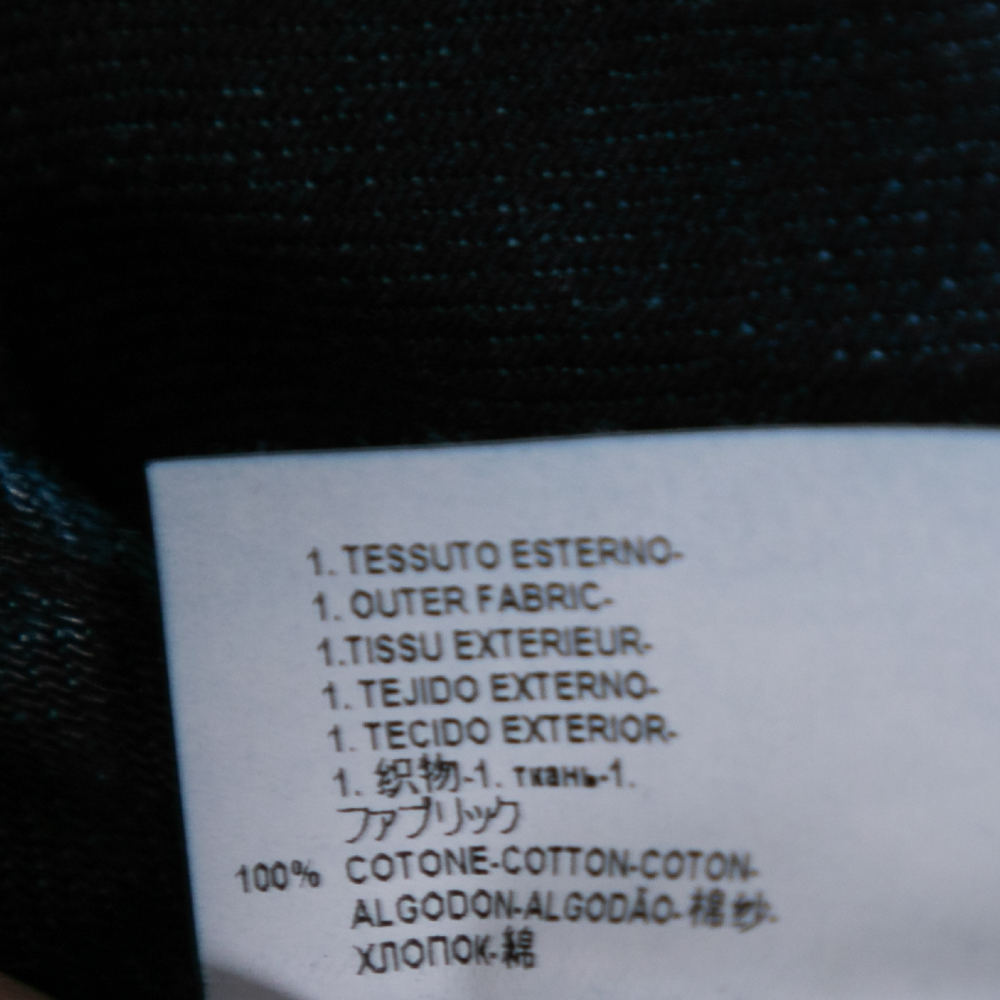 1. TESSUTO ESTERNO-
1. OUTER FABRIC-
1.TISSU EXTERIEUR-
1. TEJIDO EXTERNO-
1. TECIDO EXTERIOR-
1. 织物-1. ткань-1.
ファブリック
100% COTONE-COTTON-COTON-
ALGODON-ALGODÃO-棉纱-
ХЛОПОК-綿